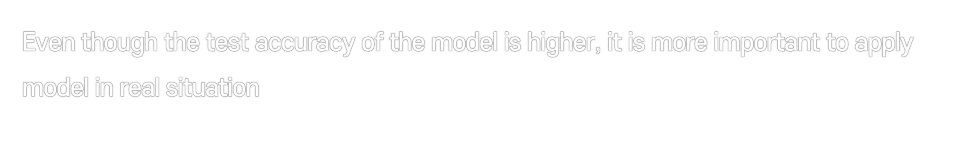 Even though the test accuracy of the model is higher, it is more important to apply
model in real situation